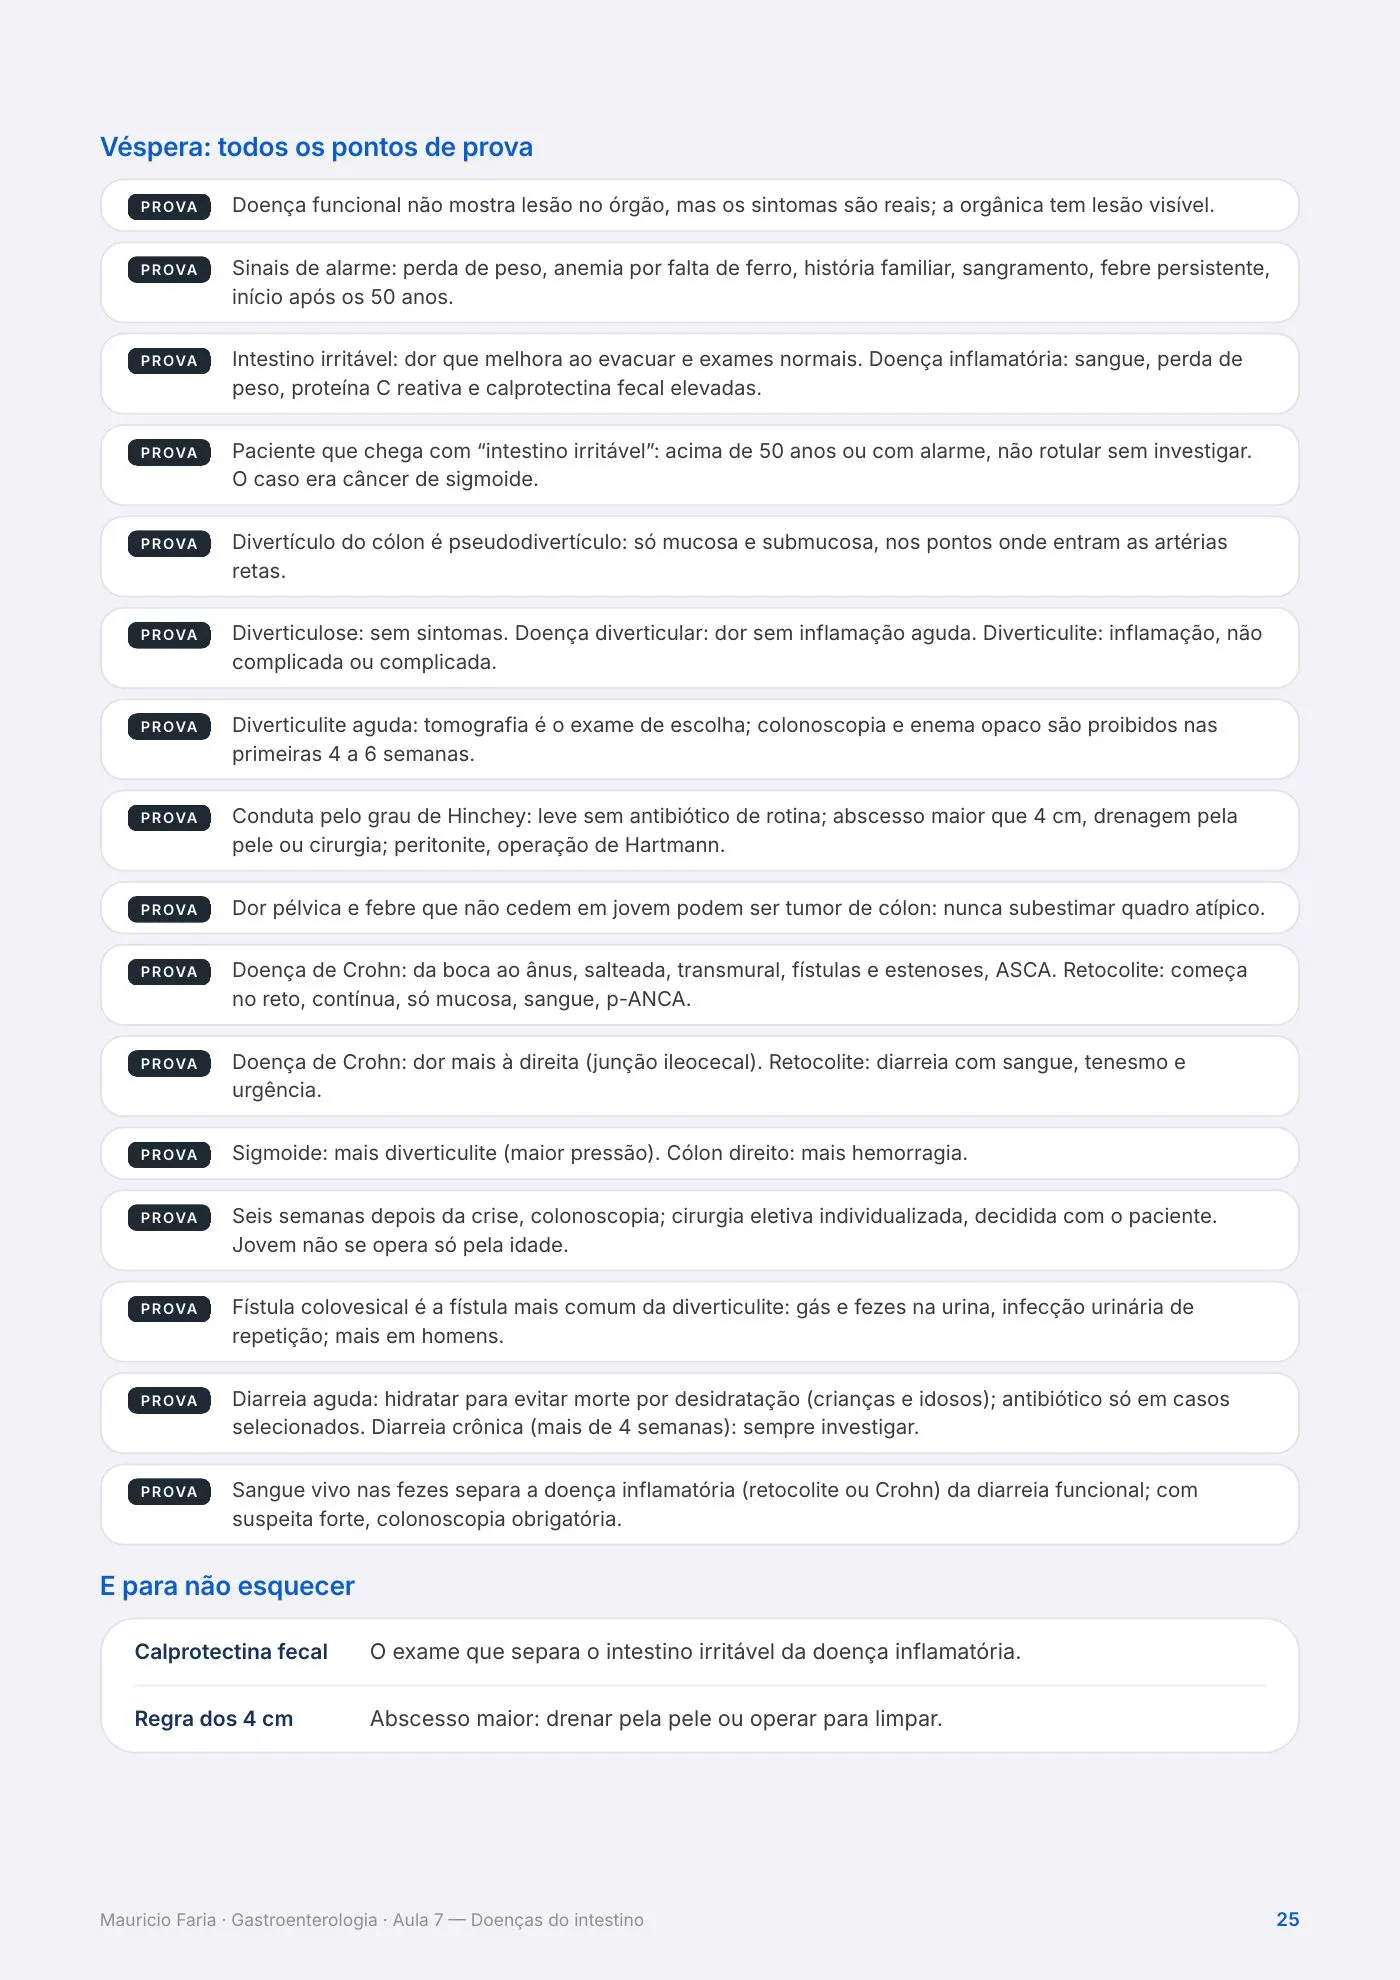 Véspera: todos os pontos de prova
PROVA Doença funcional não mostra lesão no órgão, mas os sintomas são reais; a orgânica tem lesão visível.
PROVA Sinais de alarme: perda de peso, anemia por falta de ferro, história familiar, sangramento, febre persistente,
início após os 50 anos.
PROVA Intestino irritável: dor que melhora ao evacuar e exames normais. Doença inflamatória: sangue, perda de
peso, proteína C reativa e calprotectina fecal elevadas.
PROVA Paciente que chega com “intestino irritável”: acima de 50 anos ou com alarme, não rotular sem investigar.
O caso era câncer de sigmoide.
PROVA Divertículo do cólon é pseudodivertículo: só mucosa e submucosa, nos pontos onde entram as artérias
retas.
PROVA Diverticulose: sem sintomas. Doença diverticular: dor sem inflamação aguda. Diverticulite: inflamação, não
complicada ou complicada.
PROVA Diverticulite aguda: tomografia é o exame de escolha; colonoscopia e enema opaco são proibidos nas
primeiras 4 a 6 semanas.
PROVA Conduta pelo grau de Hinchey: leve sem antibiótico de rotina; abscesso maior que 4 cm, drenagem pela
pele ou cirurgia; peritonite, operação de Hartmann.
PROVA Dor pélvica e febre que não cedem em jovem podem ser tumor de cólon: nunca subestimar quadro atípico.
PROVA Doença de Crohn: da boca ao ânus, salteada, transmural, fístulas e estenoses, ASCA. Retocolite: começa
no reto, contínua, só mucosa, sangue, p-ANCA.
PROVA Doença de Crohn: dor mais à direita (junção ileocecal). Retocolite: diarreia com sangue, tenesmo e
urgência.
PROVA Sigmoide: mais diverticulite (maior pressão). Cólon direito: mais hemorragia.
PROVA Seis semanas depois da crise, colonoscopia; cirurgia eletiva individualizada, decidida com o paciente.
Jovem não se opera só pela idade.
PROVA Fístula colovesical é a fístula mais comum da diverticulite: gás e fezes na urina, infecção urinária de
repetição; mais em homens.
PROVA Diarreia aguda: hidratar para evitar morte por desidratação (crianças e idosos); antibiótico só em casos
selecionados. Diarreia crônica (mais de 4 semanas): sempre investigar.
PROVA Sangue vivo nas fezes separa a doença inflamatória (retocolite ou Crohn) da diarreia funcional; com
suspeita forte, colonoscopia obrigatória.
E para não esquecer
Calprotectina fecal O exame que separa o intestino irritável da doença inflamatória.
Regra dos 4 cm Abscesso maior: drenar pela pele ou operar para limpar.
Mauricio Faria · Gastroenterologia · Aula 7 — Doenças do intestino 25